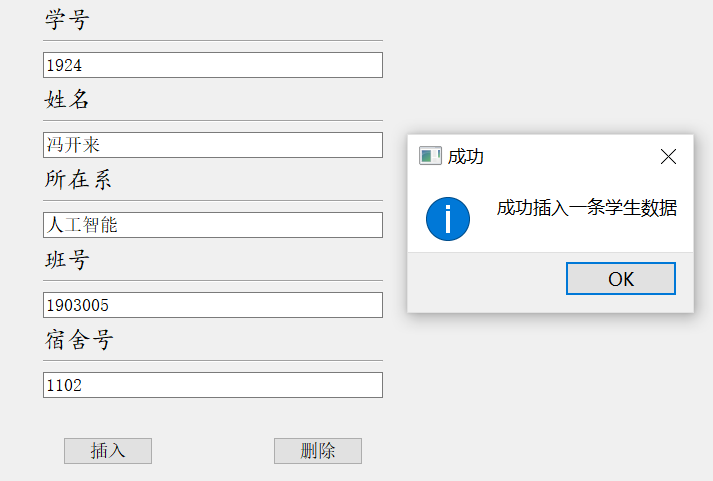 学号
1924
姓名
冯开来
所在系
人工智能
班号
1903005
宿舍号
1102
插入
删除
成功
成功插入一条学生数据
OK